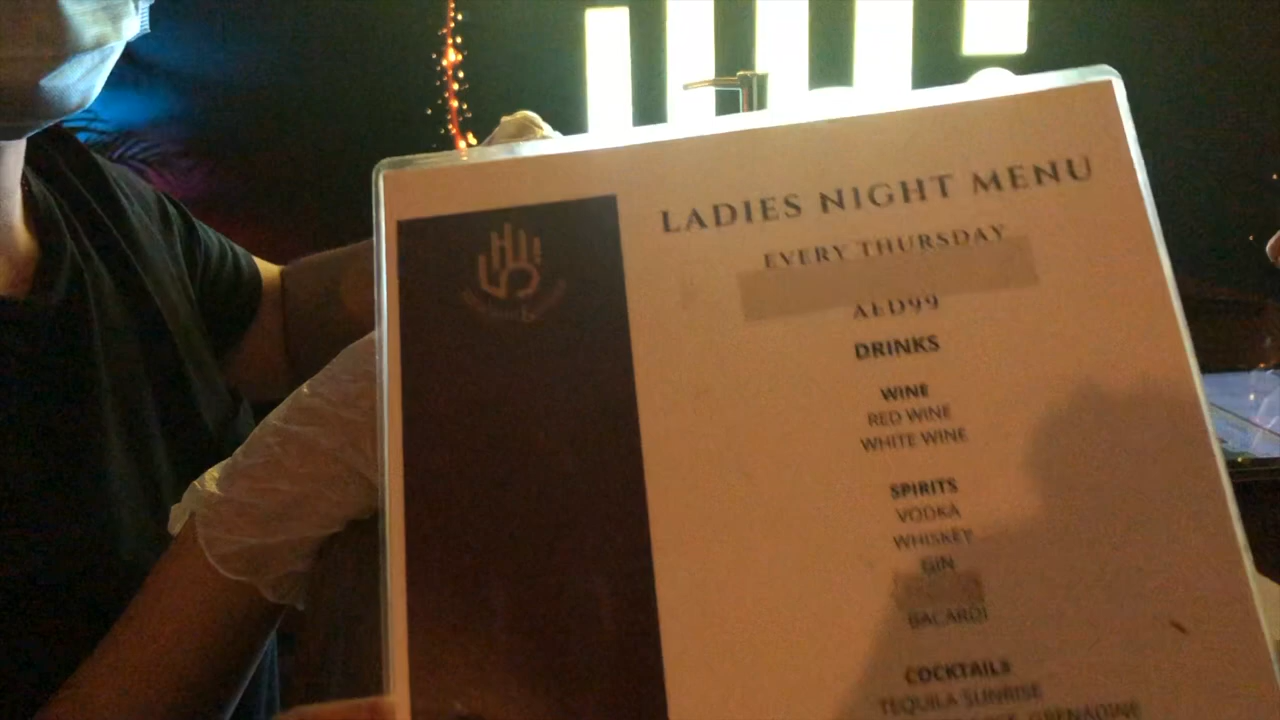 LADIES NIGHT MENU
EVERY THURSDAY
AED99
DRINKS
WINE
RED WINE
WHITE WINE
SPIRITS
VODKA
WHISKEY
GIN
BACARDI
COCKTAILS
TEQUILA SUNRISE
GRENADINE